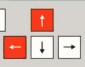 ↑
← ↓ →